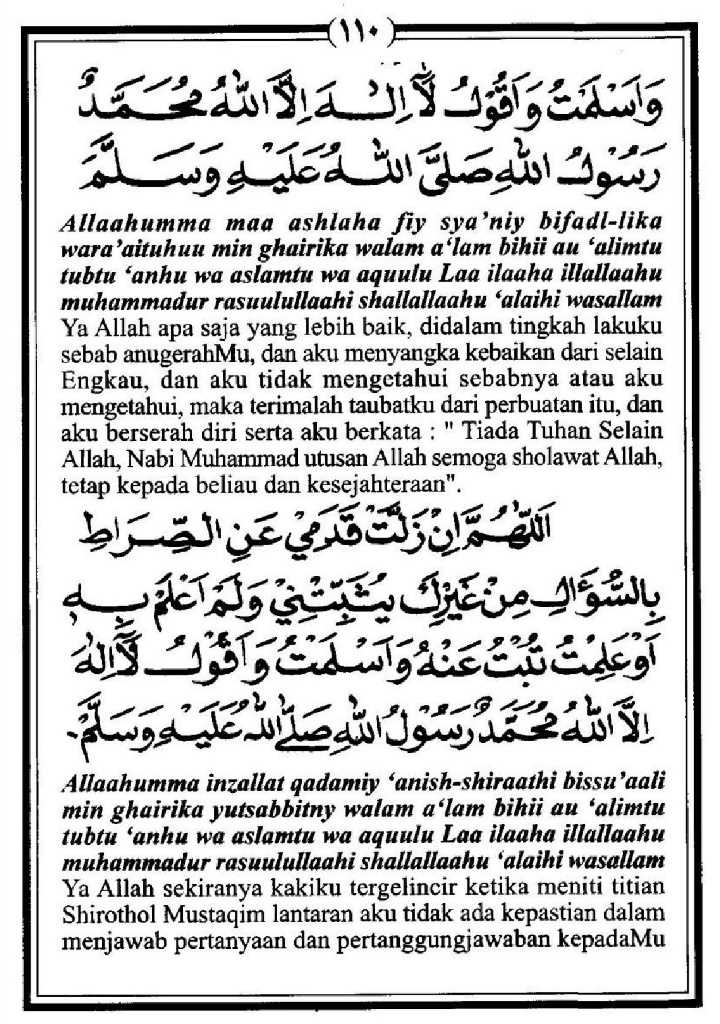 (١١٠)
وَاَسْلَمْتُ وَاَقُوْلُ لَآ اِلٰهَ اِلَّا اللّٰهُ مُحَمَّدٌ
رَسُوْلُ اللّٰهِ صَلَّى اللّٰهُ عَلَيْهِ وَسَلَّمَ
Allaahumma maa ashlaha fiy sya'niy bifadl-lika
wara'aituhuu min ghairika walam a‘lam bihii au ‘alimtu
tubtu ‘anhu wa aslamtu wa aquulu Laa ilaaha illallaahu
muhammadur rasuulullaahi shallallaahu ‘alaihi wasallam
Ya Allah apa saja yang lebih baik, didalam tingkah lakuku
sebab anugerahMu, dan aku menyangka kebaikan dari selain
Engkau, dan aku tidak mengetahui sebabnya atau aku
mengetahui, maka terimalah taubatku dari perbuatan itu, dan
aku berserah diri serta aku berkata : " Tiada Tuhan Selain
Allah, Nabi Muhammad utusan Allah semoga sholawat Allah,
tetap kepada beliau dan kesejahteraan".
اَللّٰهُمَّ اِنْ زَلَّتْ قَدَمِيْ عَنِ الصِّرَاطِ
بِالسُّؤَالِ مِنْ غَيْرِكَ يُثَبِّتْنِيْ وَلَمْ اَعْلَمْ بِهِ
اَوْعَلِمْتُ تُبْتُ عَنْهُ وَاَسْلَمْتُ وَاَقُوْلُ لَآ اِلٰهَ
اِلَّا اللّٰهُ مُحَمَّدٌ رَسُوْلُ اللّٰهِ صَلَّى اللّٰهُ عَلَيْهِ وَسَلَّمَ.
Allaahumma inzallat qadamiy ‘anish-shiraathi bissu'aali
min ghairika yutsabbitny walam a‘lam bihii au ‘alimtu
tubtu ‘anhu wa aslamtu wa aquulu Laa ilaaha illallaahu
muhammadur rasuulullaahi shallallaahu ‘alaihi wasallam
Ya Allah sekiranya kakiku tergelincir ketika meniti titian
Shirothol Mustaqim lantaran aku tidak ada kepastian dalam
menjawab pertanyaan dan pertanggungjawaban kepadaMu